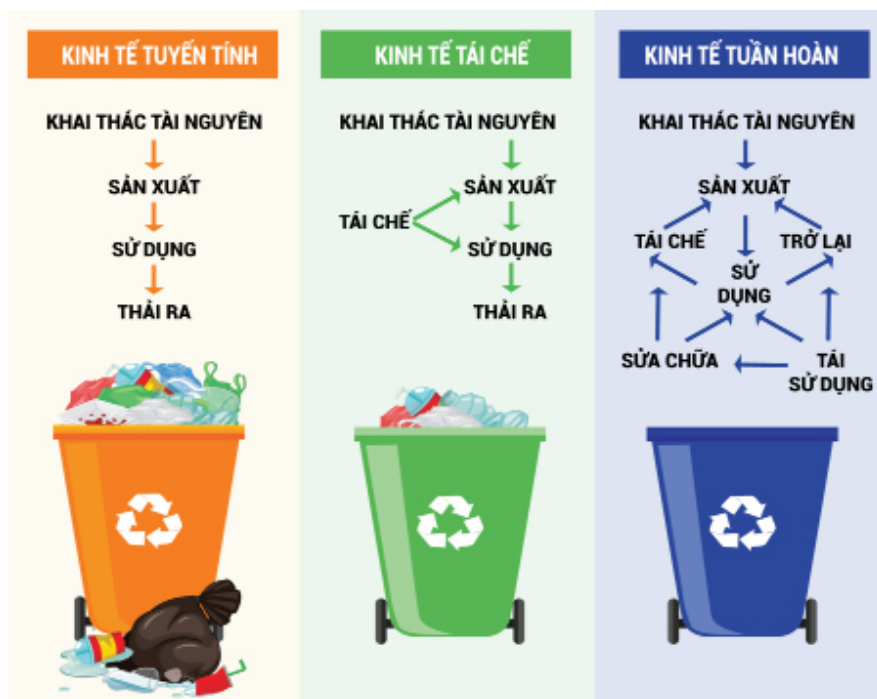 KINH TẾ TUYẾN TÍNH
KHAI THÁC TÀI NGUYÊN
SẢN XUẤT
SỬ DỤNG
THẢI RA
KINH TẾ TÁI CHẾ
KHAI THÁC TÀI NGUYÊN
SẢN XUẤT
TÁI CHẾ
SỬ DỤNG
THẢI RA
KINH TẾ TUẦN HOÀN
KHAI THÁC TÀI NGUYÊN
SẢN XUẤT
TÁI CHẾ
TRỞ LẠI
SỬ
DỤNG
SỬA CHỮA
TÁI
SỬ DỤNG